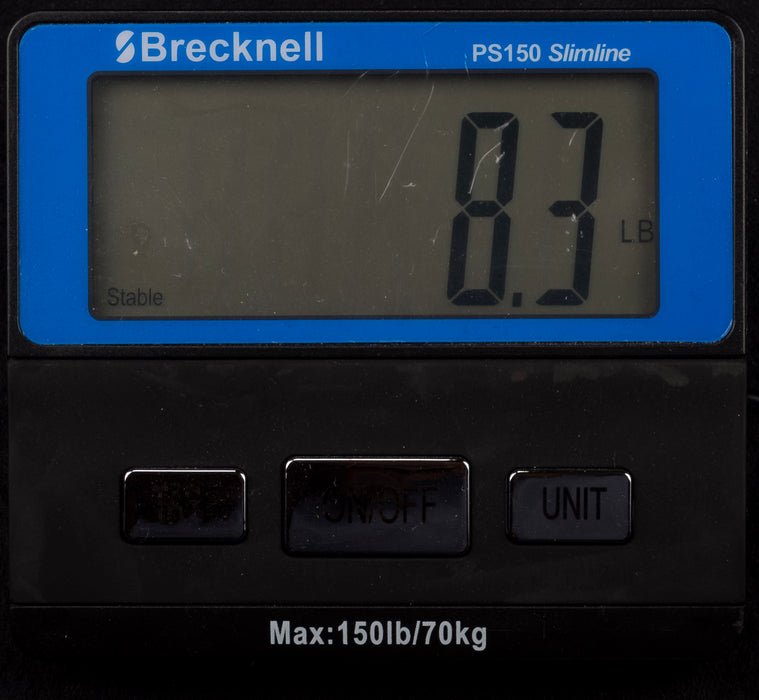 Brecknell
PS150 Slimline
8.3
LB
Stable
ON/OFF
UNIT
Max:150lb/70kg